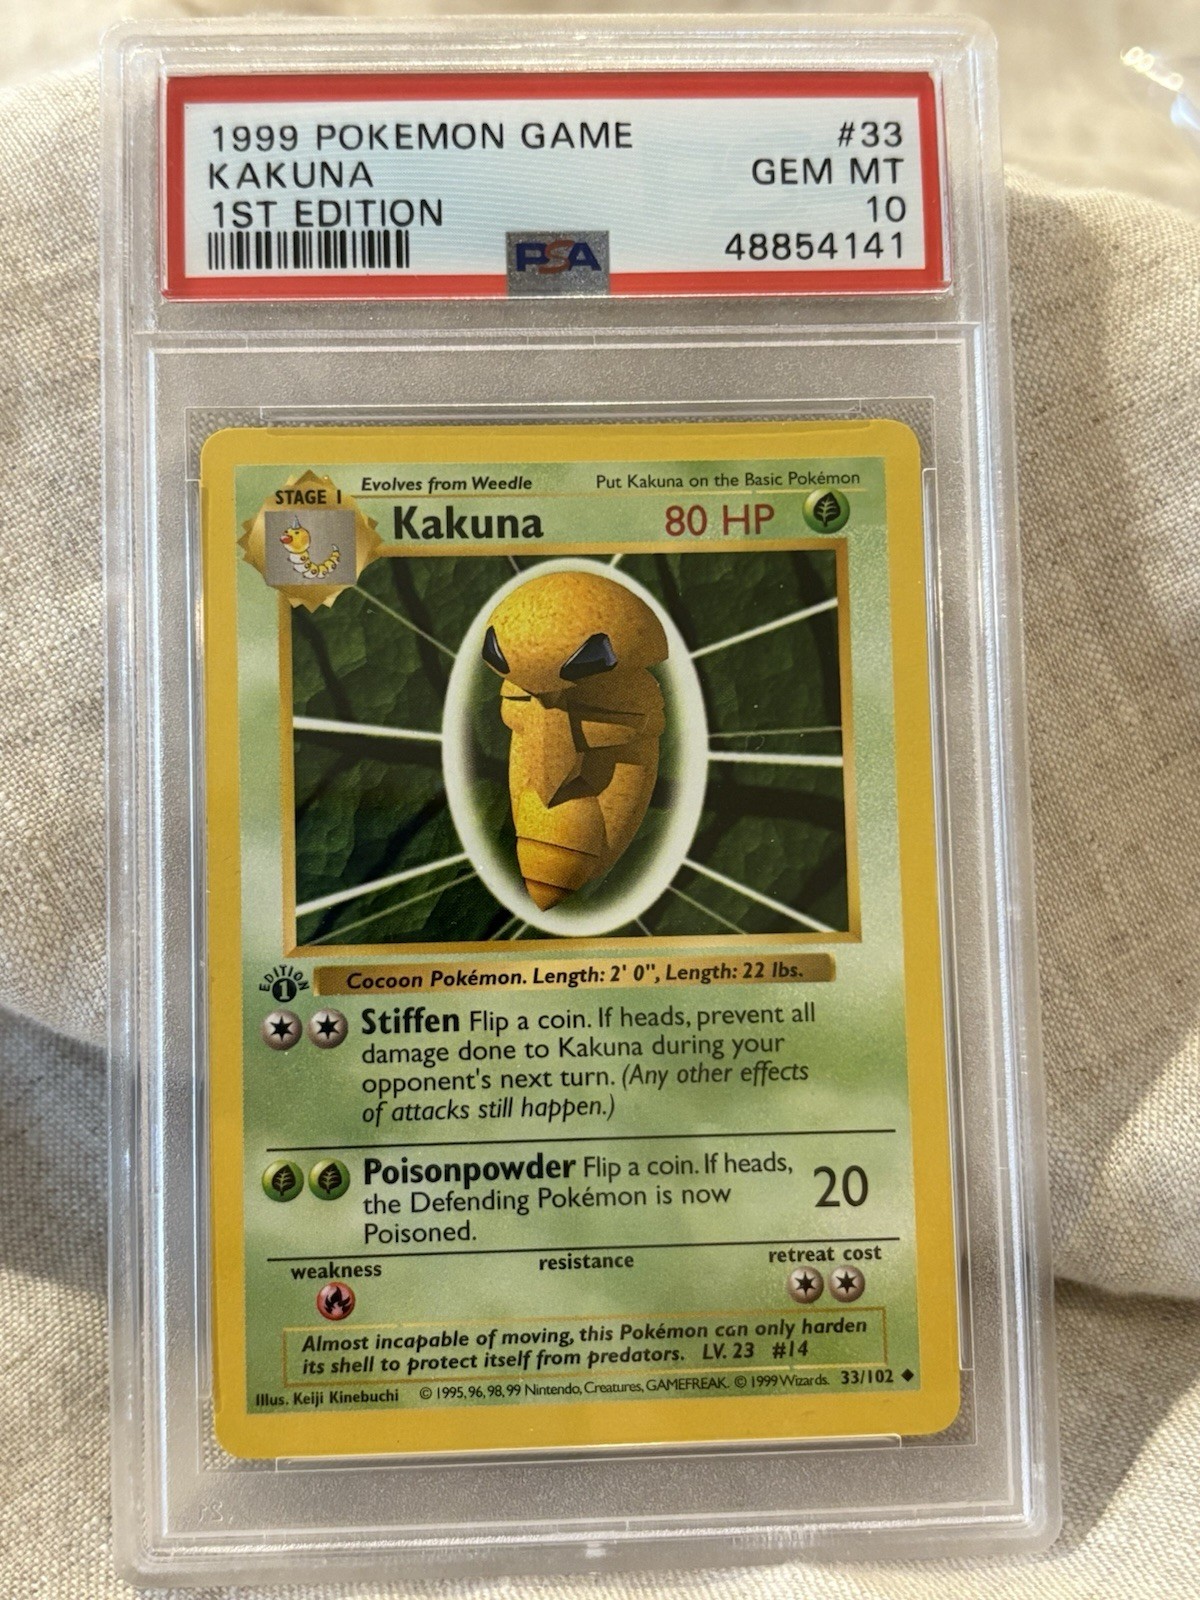 1999 POKEMON GAME #33
KAKUNA GEM MT
1ST EDITION 10
PSA 48854141
STAGE 1 Evolves from Weedle Put Kakuna on the Basic Pokémon
Kakuna 80 HP
EDITION 1
Cocoon Pokémon. Length: 2' 0", Length: 22 lbs.
Stiffen Flip a coin. If heads, prevent all
damage done to Kakuna during your
opponent's next turn. (Any other effects
of attacks still happen.)
Poisonpowder Flip a coin. If heads, 20
the Defending Pokémon is now
Poisoned.
weakness resistance retreat cost
Almost incapable of moving, this Pokémon can only harden
its shell to protect itself from predators. LV. 23 #14
Illus. Keiji Kinebuchi © 1995, 96, 98, 99 Nintendo, Creatures, GAMEFREAK. © 1999 Wizards. 33/102